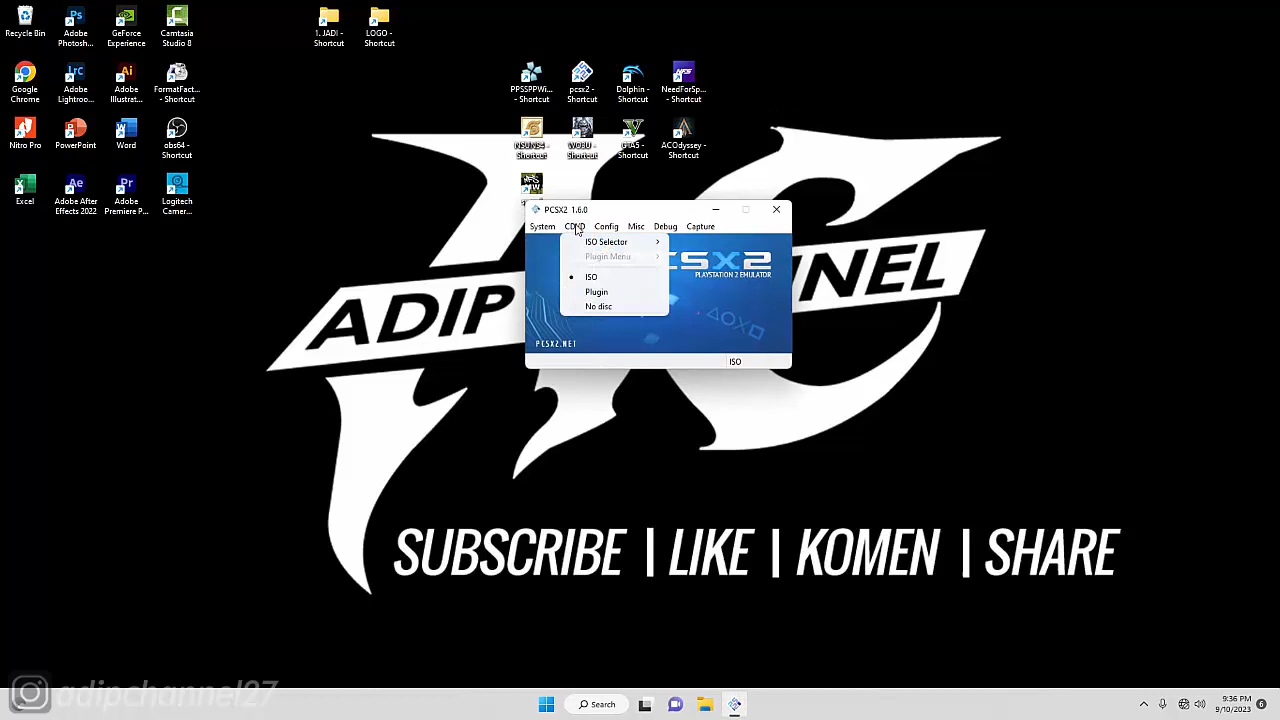 Recycle Bin
Adobe Photosh...
GeForce Experience
Camtasia Studio 8
1. JADI - Shortcut
LOGO - Shortcut
Google Chrome
Adobe Lightroo...
Adobe Illustrat...
FormatFact... - Shortcut
PPSSPPWi... - Shortcut
pcsx2 - Shortcut
Dolphin - Shortcut
NeedForSp... - Shortcut
Nitro Pro
PowerPoint
Word
obs64 - Shortcut
NSUNS4 - Shortcut
WO3U - Shortcut
GTA5 - Shortcut
ACOdyssey - Shortcut
Excel
Adobe After Effects 2022
Adobe Premiere P...
Logitech Camer...
PCSX2 1.6.0
System CDVD Config Misc Debug Capture
ISO Selector
Plugin Menu
ISO
Plugin
No disc
PLAYSTATION 2 EMULATOR
PCSX2.NET
ISO
SUBSCRIBE | LIKE | KOMEN | SHARE
adipchannel27
Search
9:36 PM
9/10/2023